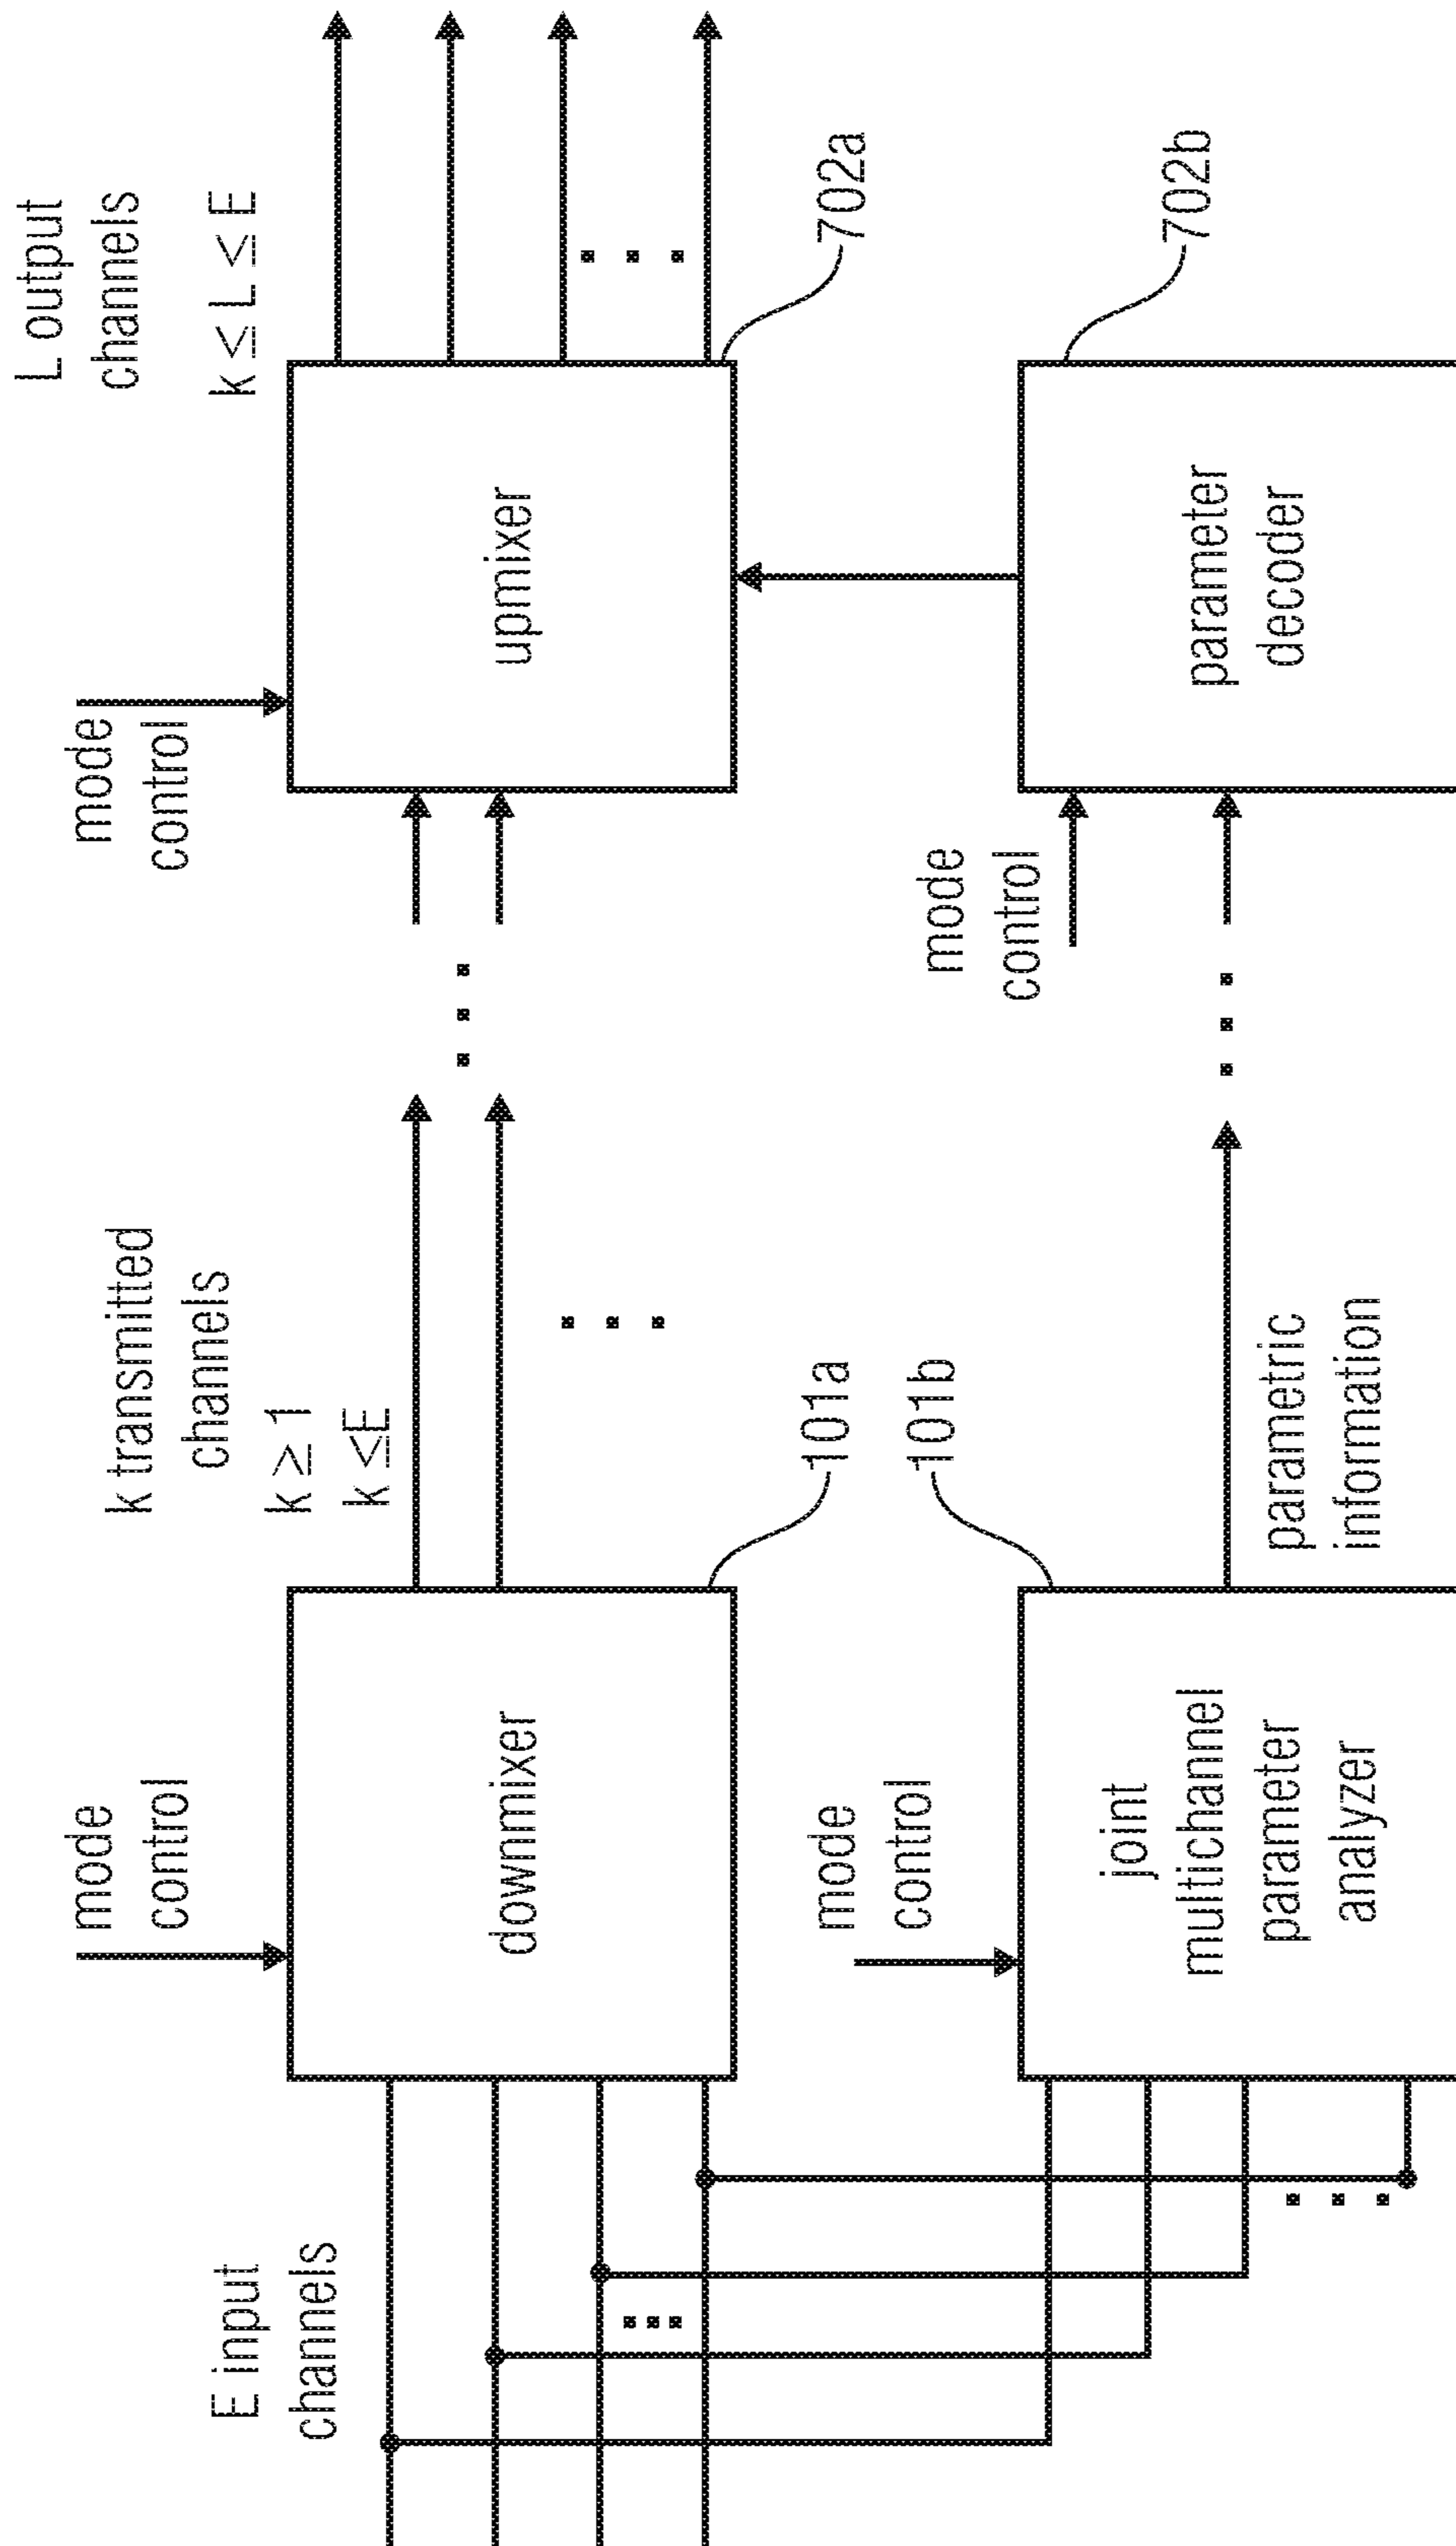 E input
channels
mode
control
downmixer
101a
k transmitted
channels
k ≥ 1
k ≤ E
mode
control
upmixer
702a
L output
channels
k ≤ L ≤ E
mode
control
joint
multichannel
parameter
analyzer
101b
parametric
information
mode
control
parameter
decoder
702b